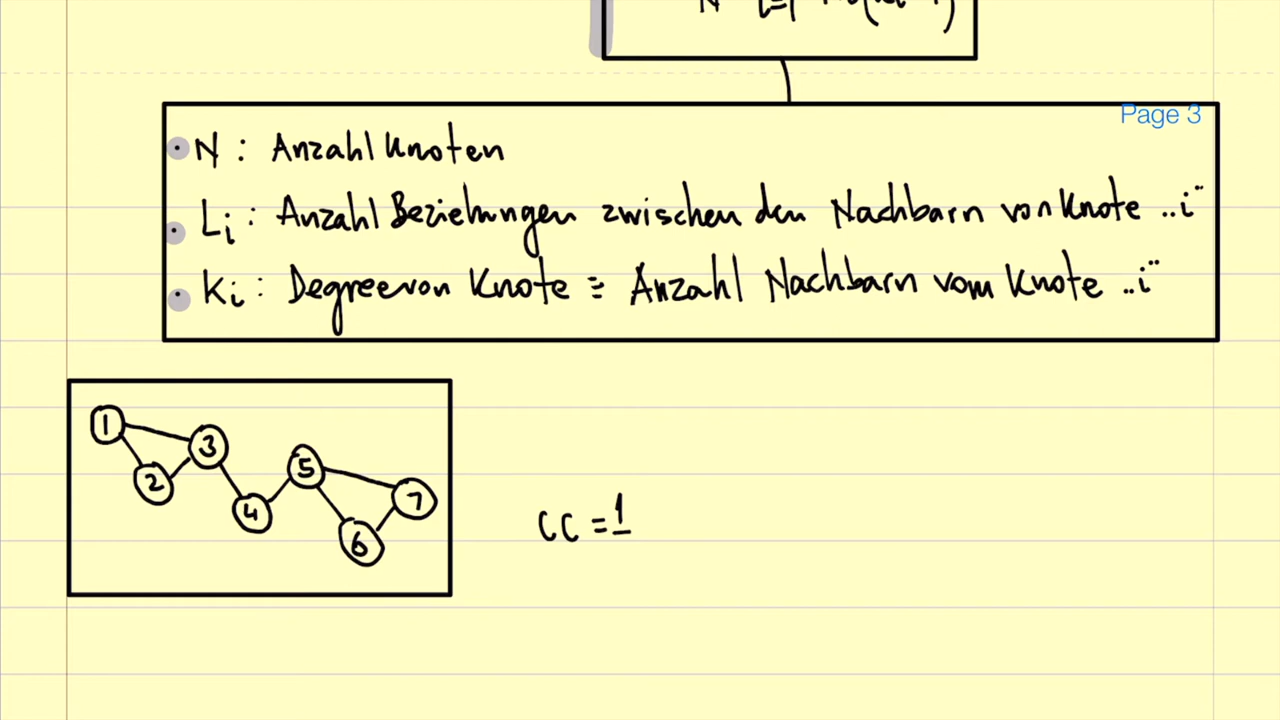 Page 3
• N : Anzahl Knoten
• Li : Anzahl Beziehungen zwischen den Nachbarn von Knote „i“
• Ki : Degree von Knote = Anzahl Nachbarn vom Knote „i“
1
3
2
5
4
7
6
CC = 1